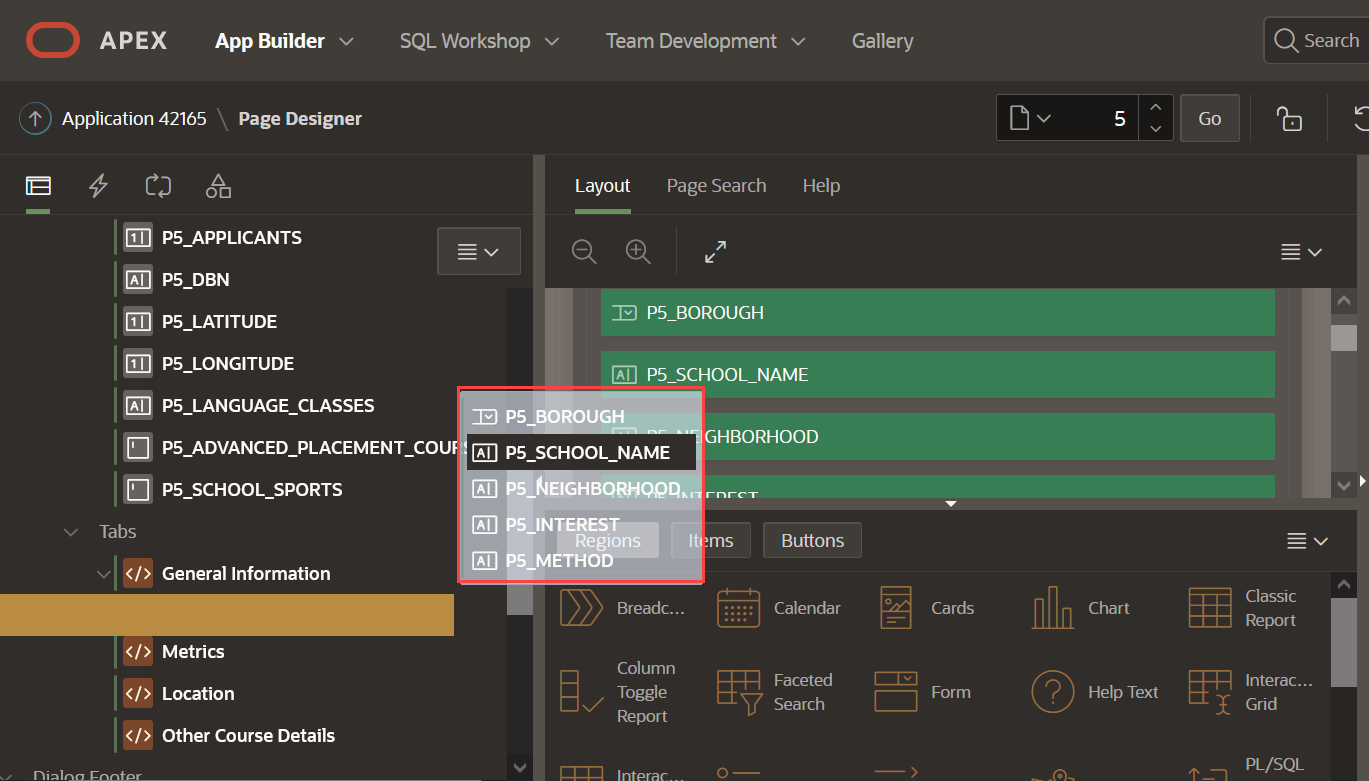 APEX
App Builder
SQL Workshop
Team Development
Gallery
Search
Application 42165 \ Page Designer
5
Go
Layout
Page Search
Help
P5_APPLICANTS
P5_DBN
P5_LATITUDE
P5_LONGITUDE
P5_LANGUAGE_CLASSES
P5_ADVANCED_PLACEMENT_COURS
P5_SCHOOL_SPORTS
Tabs
General Information
Metrics
Location
Other Course Details
Dialog Footer
P5_BOROUGH
P5_SCHOOL_NAME
P5_NEIGHBORHOOD
P5_INTEREST
P5_BOROUGH
P5_SCHOOL_NAME
P5_NEIGHBORHOOD
P5_INTEREST
P5_METHOD
Regions
Items
Buttons
Breadc...
Calendar
Cards
Chart
Classic
Report
Column
Toggle
Report
Faceted
Search
Form
Help Text
Interac...
Grid
Interac...
PL/SQL